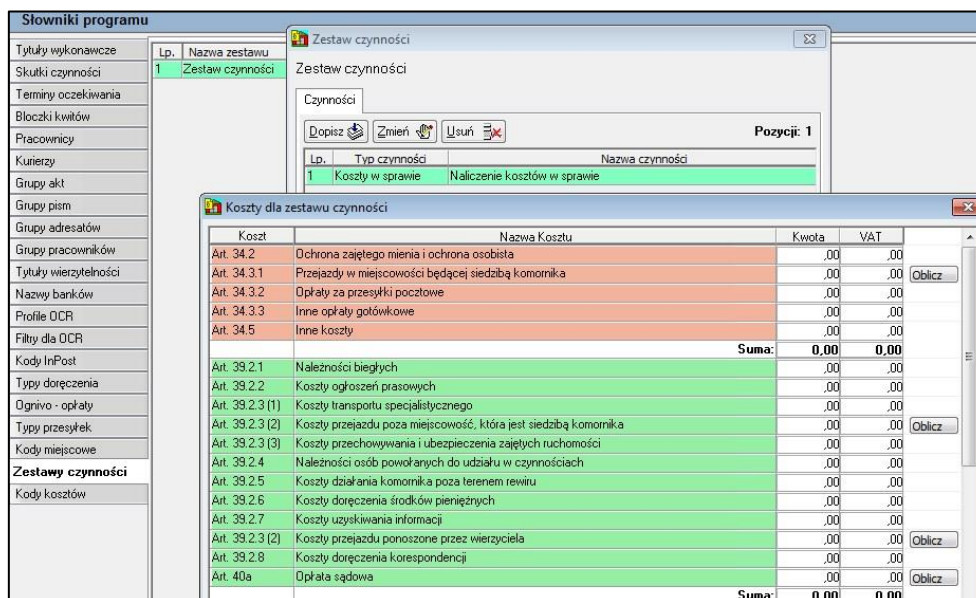 Słowniki programu
Tytuły wykonawcze
Skutki czynności
Terminy oczekiwania
Bloczki kwitów
Pracownicy
Kurierzy
Grupy akt
Grupy pism
Grupy adresatów
Grupy pracowników
Tytuły wierzytelności
Nazwy banków
Profile OCR
Filtry dla OCR
Kody InPost
Typy doręczenia
Ognivo - opłaty
Typy przesyłek
Kody miejscowe
Zestawy czynności
Kody kosztów
Lp. Nazwa zestawu
1 Zestaw czynności
Zestaw czynności
Zestaw czynności
Czynności
Dopisz Zmień Usuń Pozycji: 1
Lp. Typ czynności Nazwa czynności
1 Koszty w sprawie Naliczenie kosztów w sprawie
Koszty dla zestawu czynności
Koszt Nazwa Kosztu Kwota VAT
Art. 34.2 Ochrona zajętego mienia i ochrona osobista ,00 ,00
Art. 34.3.1 Przejazdy w miejscowości będącej siedzibą komornika ,00 ,00 Oblicz
Art. 34.3.2 Opłaty za przesyłki pocztowe ,00 ,00
Art. 34.3.3 Inne opłaty gotówkowe ,00 ,00
Art. 34.5 Inne koszty ,00 ,00
Suma: 0,00 0,00
Art. 39.2.1 Należności biegłych ,00 ,00
Art. 39.2.2 Koszty ogłoszeń prasowych ,00 ,00
Art. 39.2.3 (1) Koszty transportu specjalistycznego ,00 ,00
Art. 39.2.3 (2) Koszty przejazdu poza miejscowość, która jest siedzibą komornika ,00 ,00 Oblicz
Art. 39.2.3 (3) Koszty przechowywania i ubezpieczenia zajętych ruchomości ,00 ,00
Art. 39.2.4 Należności osób powołanych do udziału w czynnościach ,00 ,00
Art. 39.2.5 Koszty działania komornika poza terenem rewiru ,00 ,00
Art. 39.2.6 Koszty doręczenia środków pieniężnych ,00 ,00
Art. 39.2.7 Koszty uzyskiwania informacji ,00 ,00
Art. 39.2.3 (2) Koszty przejazdu ponoszone przez wierzyciela ,00 ,00 Oblicz
Art. 39.2.8 Koszty doręczenia korespondencji ,00 ,00
Art. 40a Opłata sądowa ,00 ,00 Oblicz
Suma: 0,00 0,00